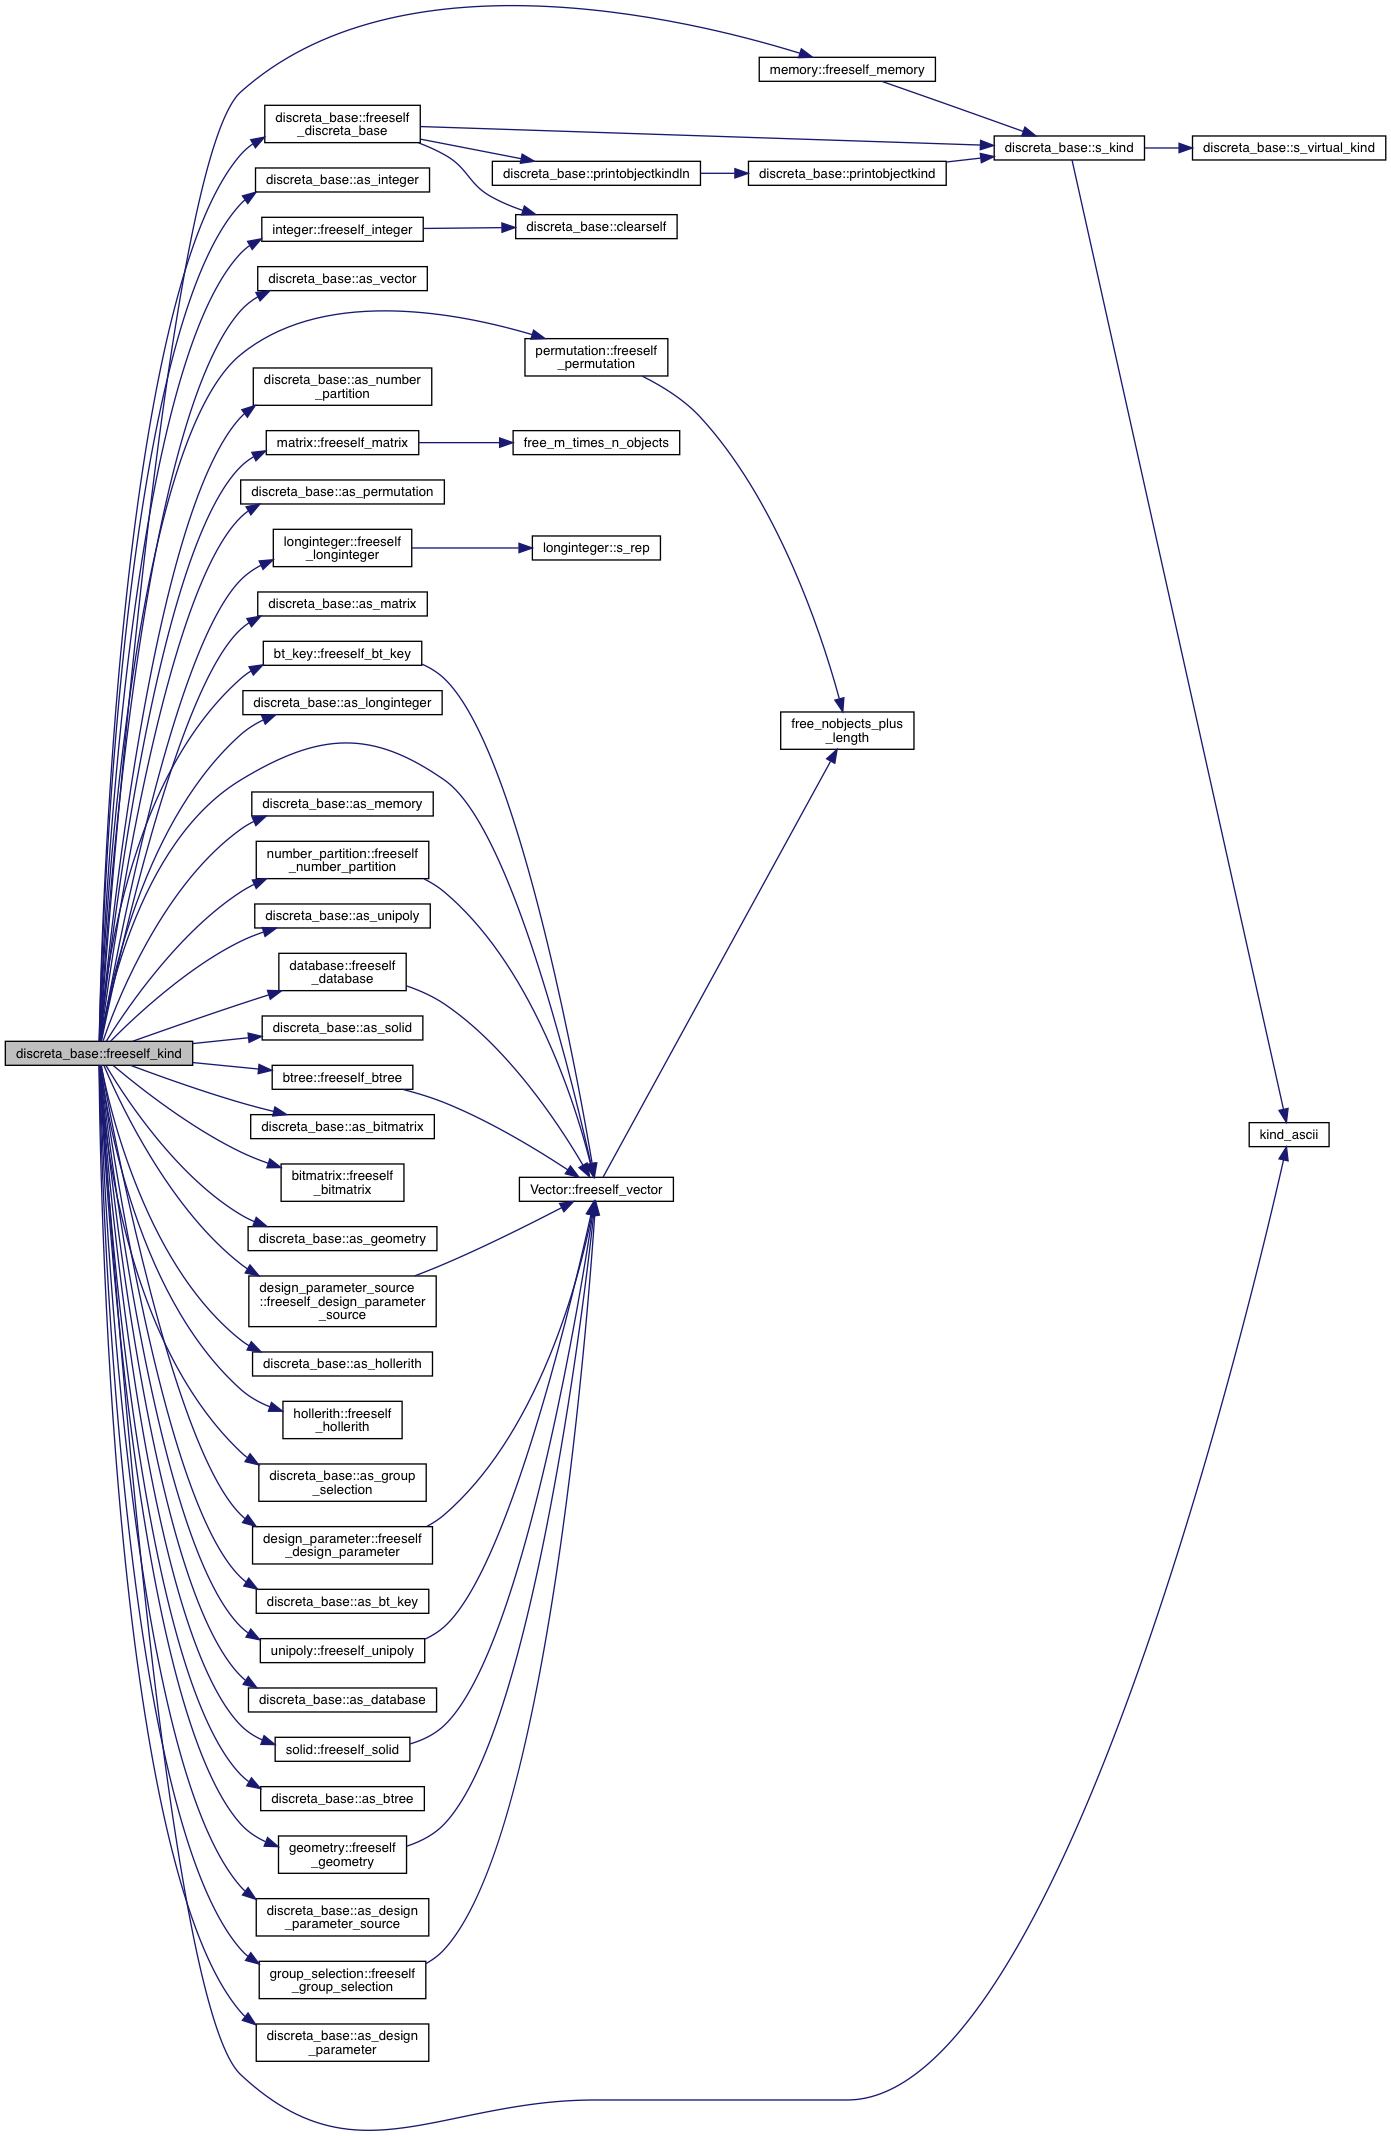 memory::freeself_memory
discreta_base::freeself
_discreta_base
discreta_base::s_kind
discreta_base::s_virtual_kind
discreta_base::printobjectkindln
discreta_base::printobjectkind
discreta_base::as_integer
discreta_base::clearself
integer::freeself_integer
discreta_base::as_vector
permutation::freeself
_permutation
discreta_base::as_number
_partition
matrix::freeself_matrix
free_m_times_n_objects
discreta_base::as_permutation
longinteger::freeself
_longinteger
longinteger::s_rep
discreta_base::as_matrix
bt_key::freeself_bt_key
discreta_base::as_longinteger
free_nobjects_plus
_length
discreta_base::as_memory
number_partition::freeself
_number_partition
discreta_base::as_unipoly
database::freeself
_database
discreta_base::as_solid
discreta_base::freeself_kind
btree::freeself_btree
discreta_base::as_bitmatrix
kind_ascii
bitmatrix::freeself
_bitmatrix
Vector::freeself_vector
discreta_base::as_geometry
design_parameter_source
::freeself_design_parameter
_source
discreta_base::as_hollerith
hollerith::freeself
_hollerith
discreta_base::as_group
_selection
design_parameter::freeself
_design_parameter
discreta_base::as_bt_key
unipoly::freeself_unipoly
discreta_base::as_database
solid::freeself_solid
discreta_base::as_btree
geometry::freeself
_geometry
discreta_base::as_design
_parameter_source
group_selection::freeself
_group_selection
discreta_base::as_design
_parameter